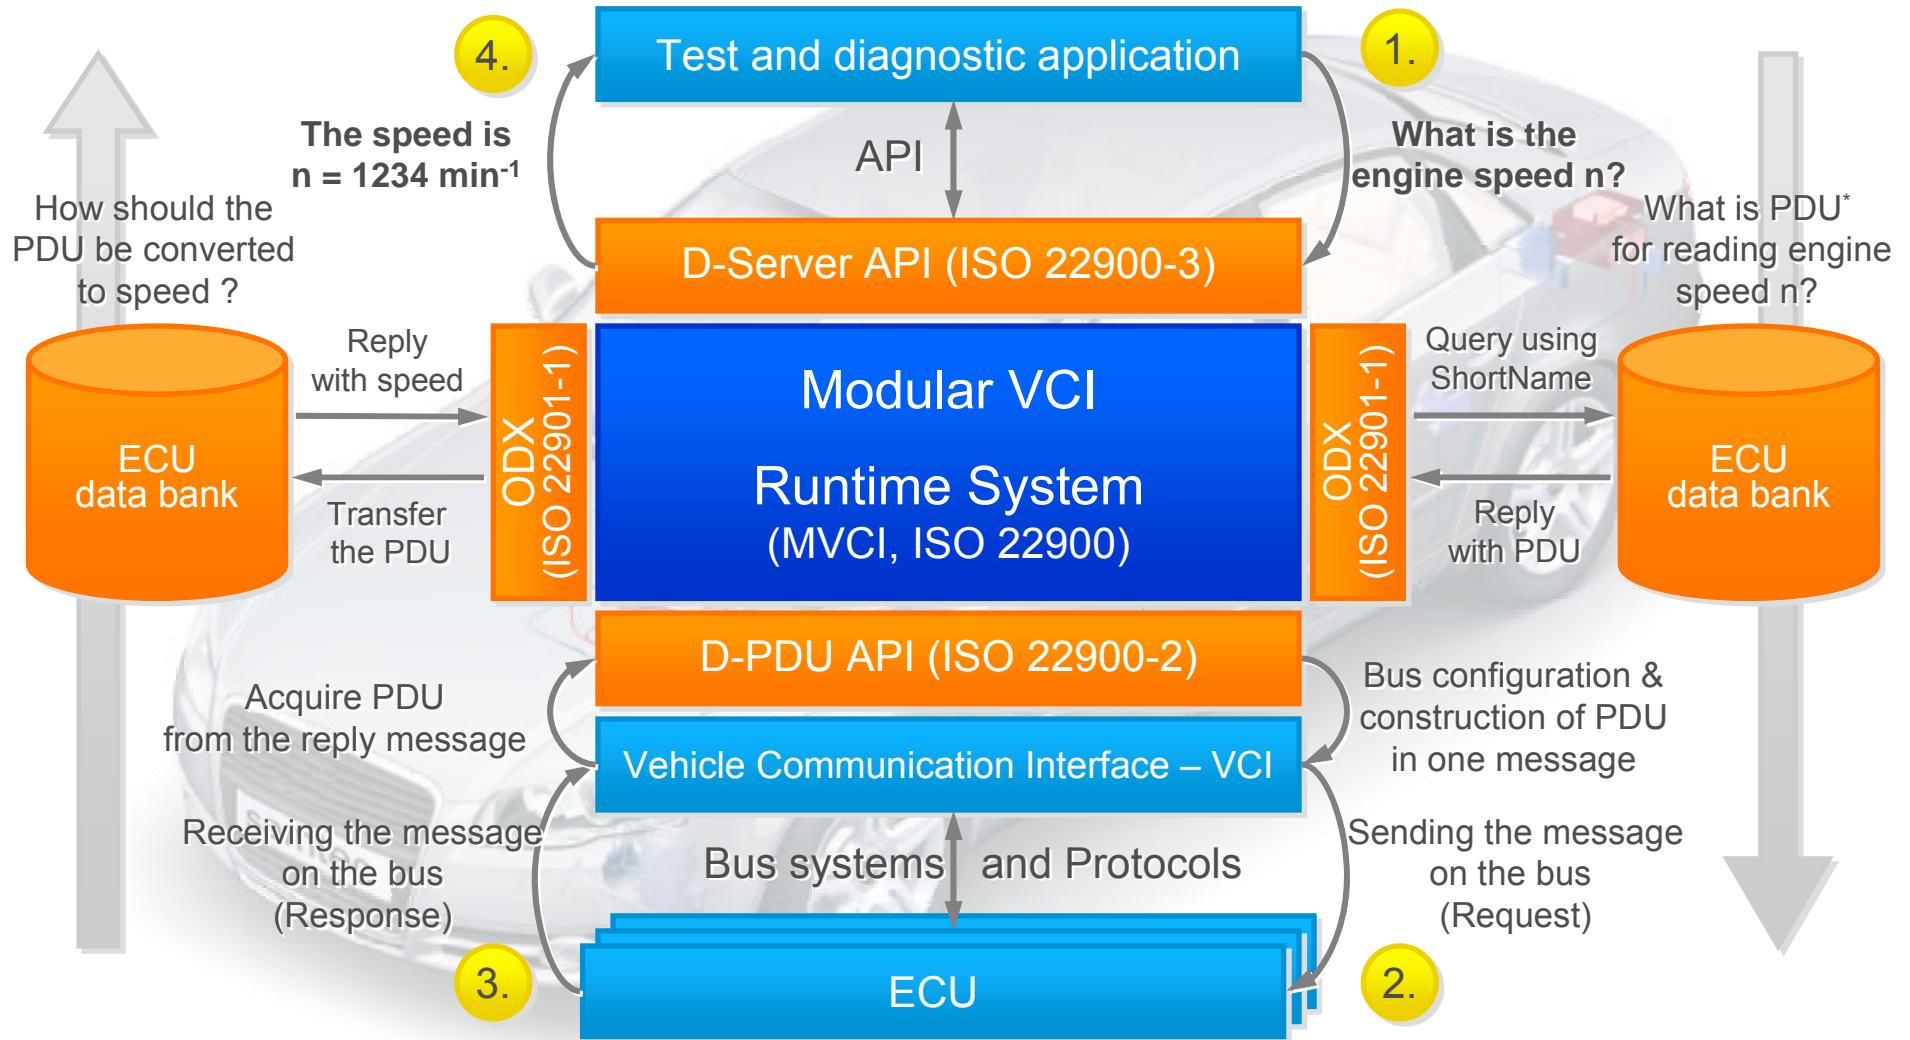 4.
Test and diagnostic application
1.
The speed is
n = 1234 min-1
API
What is the
engine speed n?
How should the
PDU be converted
to speed ?
D-Server API (ISO 22900-3)
What is PDU*
for reading engine
speed n?
Reply
with speed
ECU
data bank
Transfer
the PDU
ODX
(ISO 22901-1)
Modular VCI
Runtime System
(MVCI, ISO 22900)
ODX
(ISO 22901-1)
Query using
ShortName
Reply
with PDU
ECU
data bank
D-PDU API (ISO 22900-2)
Acquire PDU
from the reply message
Bus configuration &
construction of PDU
in one message
Vehicle Communication Interface – VCI
Receiving the message
on the bus
(Response)
Bus systems and Protocols
Sending the message
on the bus
(Request)
3.
ECU
2.